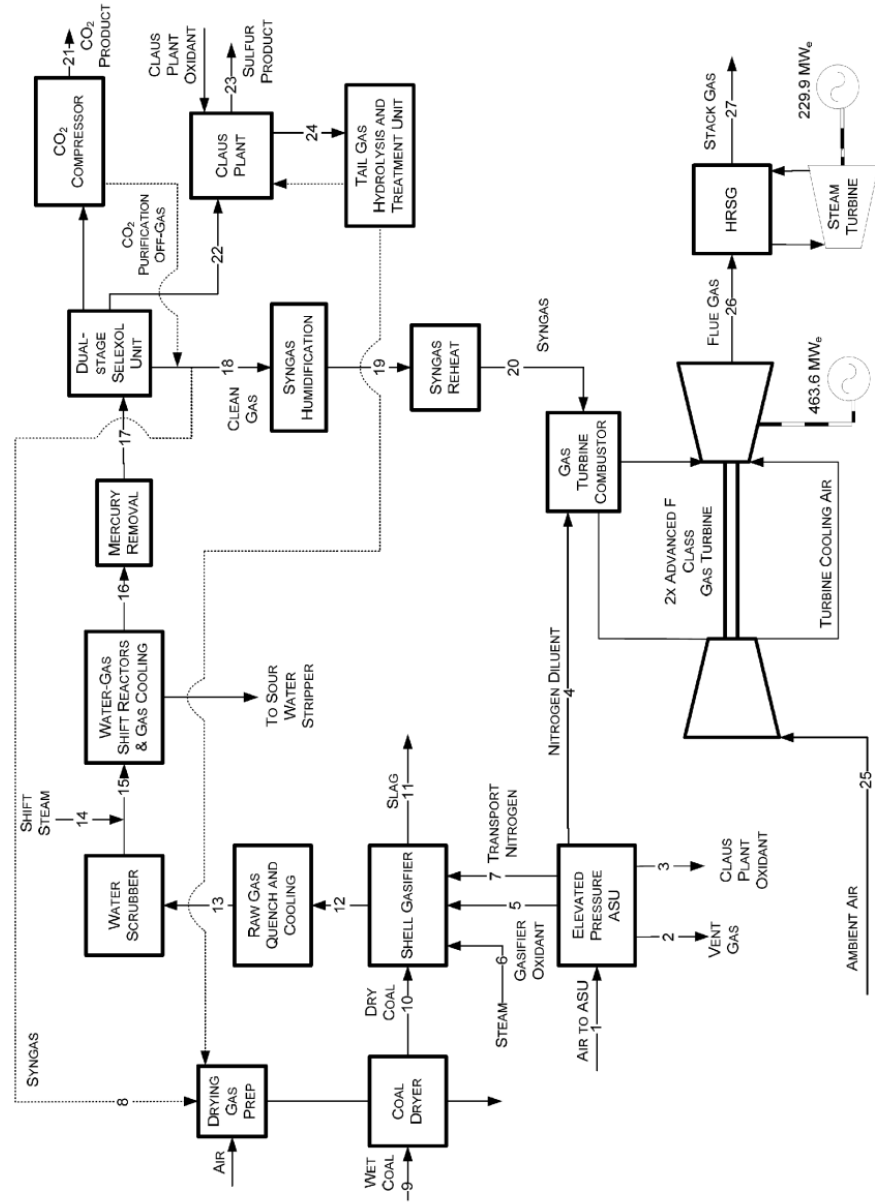 SHIFT
STEAM
14
SYNGAS
8
AIR
DRYING
GAS
PREP
WET
COAL
9
COAL
DRYER
DRY
COAL
10
STEAM
6
WATER
SCRUBBER
13
RAW GAS
QUENCH AND
COOLING
12
SHELL GASIFIER
SLAG
11
5
GASIFIER
OXIDANT
7
TRANSPORT
NITROGEN
AIR TO ASU
1
ELEVATED
PRESSURE
ASU
2
VENT
GAS
3
CLAUS
PLANT
OXIDANT
NITROGEN DILUENT
4
15
WATER-GAS
SHIFT REACTORS
& GAS COOLING
TO SOUR
WATER
STRIPPER
16
MERCURY
REMOVAL
17
DUAL-
STAGE
SELEXOL
UNIT
CO2
COMPRESSOR
21
CO2
PRODUCT
CO2
PURIFICATION
OFF-GAS
22
CLAUS
PLANT
CLAUS
PLANT
OXIDANT
23
SULFUR
PRODUCT
24
TAIL GAS
HYDROLYSIS AND
TREATMENT UNIT
18
CLEAN
GAS
SYNGAS
HUMIDIFICATION
19
SYNGAS
REHEAT
20
SYNGAS
GAS
TURBINE
COMBUSTOR
2X ADVANCED F
CLASS
GAS TURBINE
TURBINE COOLING AIR
AMBIENT AIR
25
463.6 MWe
FLUE GAS
26
HRSG
STACK GAS
27
STEAM
TURBINE
229.9 MWe